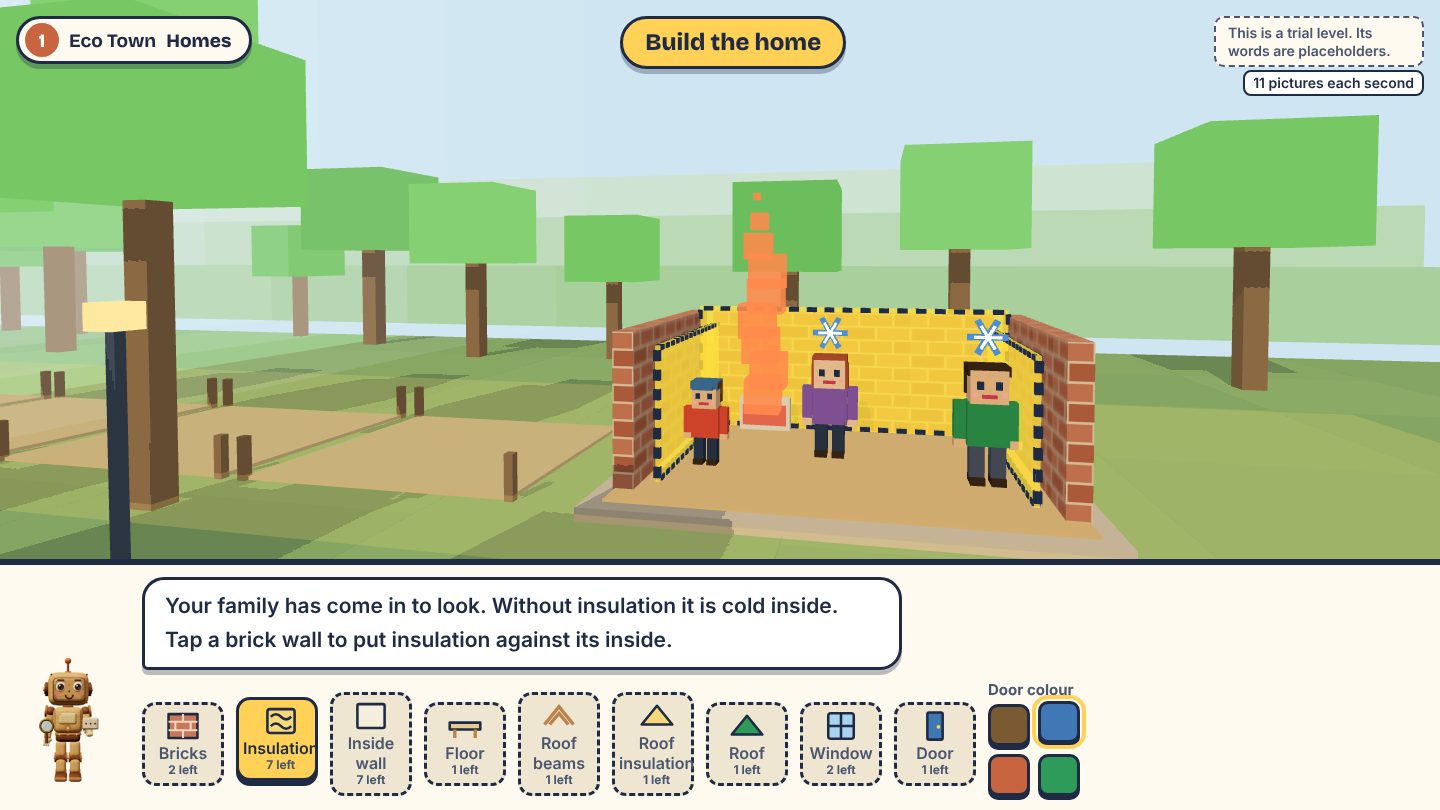 1 Eco Town Homes
Build the home
This is a trial level. Its
words are placeholders.
11 pictures each second
Your family has come in to look. Without insulation it is cold inside.
Tap a brick wall to put insulation against its inside.
Door colour
Bricks
2 left
Insulation
7 left
Inside
wall
7 left
Floor
1 left
Roof
beams
1 left
Roof
insulation
1 left
Roof
1 left
Window
2 left
Door
1 left